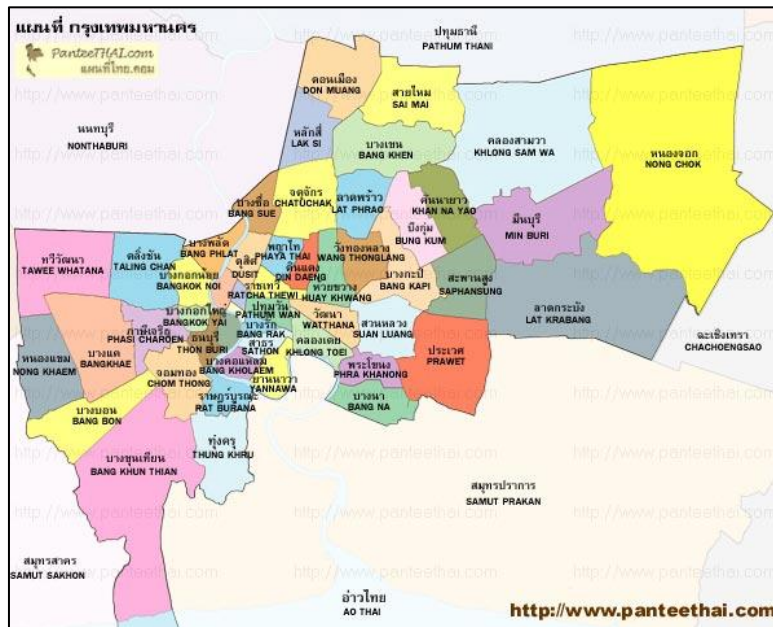 แผนที่ กรุงเทพมหานคร
PanteeTHAI.com
แผนที่ไทย.คอม
ปทุมธานี
PATHUM THANI
ดอนเมือง
DON MUANG
สายไหม
SAI MAI
นนทบุรี
NONTHABURI
หลักสี่
LAK SI
บางเขน
BANG KHEN
คลองสามวา
KHLONG SAM WA
หนองจอก
NONG CHOK
บางซื่อ
BANG SUE
จตุจักร
CHATUCHAK
ลาดพร้าว
LAT PHRAO
คันนายาว
KHAN NA YAO
บึงกุ่ม
BUNG KUM
มีนบุรี
MIN BURI
ทวีวัฒนา
TAWEE WHATANA
ตลิ่งชัน
TALING CHAN
บางพลัด
BANG PHLAT
ดุสิต
DUSIT
พญาไท
PHAYA THAI
ดินแดง
DIN DAENG
วังทองหลาง
WANG THONGLANG
บางกะปิ
BANG KAPI
สะพานสูง
SAPHANSUNG
บางกอกน้อย
BANGKOK NOI
ราชเทวี
RATCHA THEWI
ห้วยขวาง
HUAY KHWANG
ลาดกระบัง
LAT KRABANG
บางกอกใหญ่
BANGKOK YAI
ปทุมวัน
PATHUM WAN
วัฒนา
WATTHANA
สวนหลวง
SUAN LUANG
ภาษีเจริญ
PHASI CHAROEN
ธนบุรี
THON BURI
บางรัก
BANG RAK
สาธร
SATHON
คลองเตย
KHLONG TOEI
ประเวศ
PRAWET
ฉะเชิงเทรา
CHACHOENGSAO
หนองแขม
NONG KHAEM
บางแค
BANGKHAE
จอมทอง
CHOM THONG
บางคอแหลม
BANG KHOLAEM
ยานนาวา
YANNAWA
พระโขนง
PHRA KHANONG
บางนา
BANG NA
บางบอน
BANG BON
ราษฎร์บูรณะ
RAT BURANA
ทุ่งครุ
THUNG KHRU
บางขุนเทียน
BANG KHUN THIAN
สมุทรปราการ
SAMUT PRAKAN
สมุทรสาคร
SAMUT SAKHON
อ่าวไทย
AO THAI
http://www.panteethai.com